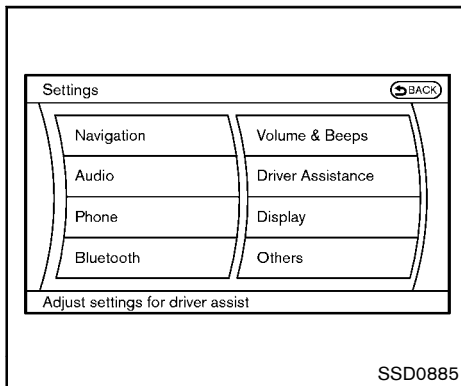 Settings
BACK
Navigation
Volume & Beeps
Audio
Driver Assistance
Phone
Display
Bluetooth
Others
Adjust settings for driver assist
SSD0885